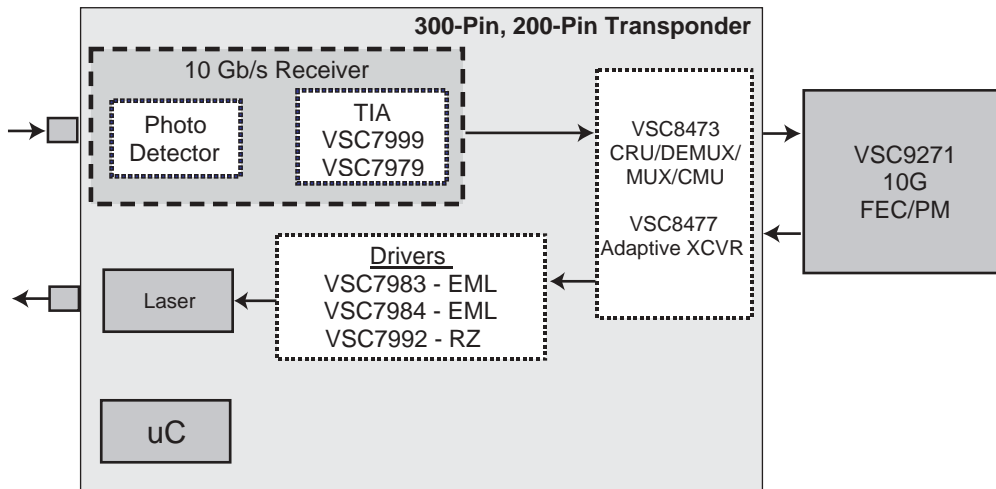 300-Pin, 200-Pin Transponder
10 Gb/s Receiver
Photo
Detector
TIA
VSC7999
VSC7979
VSC8473
CRU/DEMUX/
MUX/CMU
VSC8477
Adaptive XCVR
VSC9271
10G
FEC/PM
Drivers
VSC7983 - EML
VSC7984 - EML
VSC7992 - RZ
Laser
uC